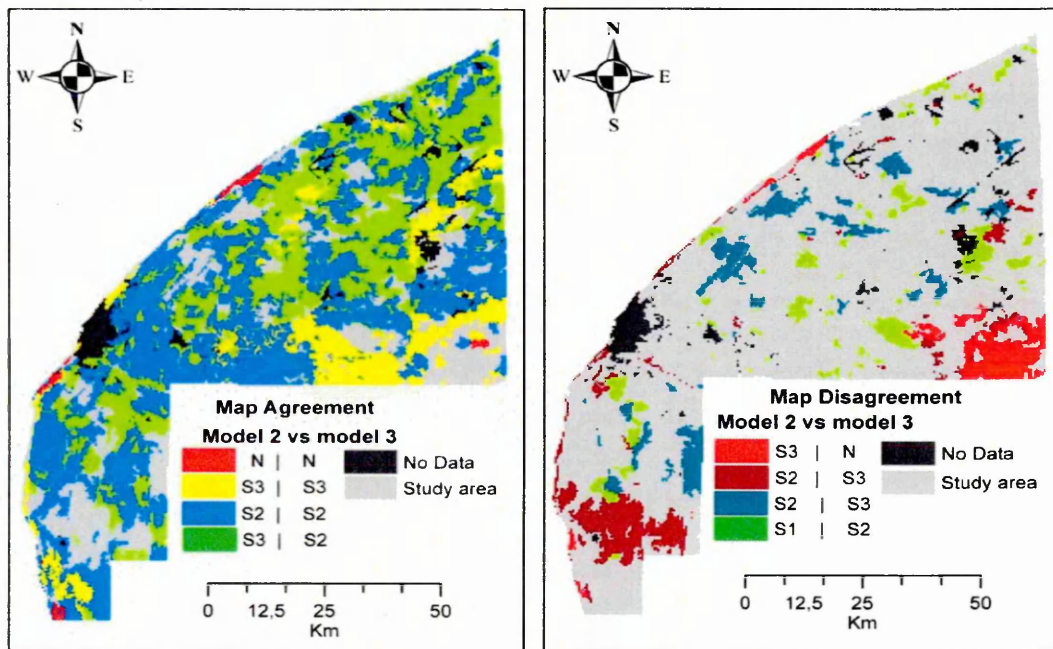 N
W E
S
Map Agreement
Model 2 vs model 3
N | N
S3 | S3
S2 | S2
S3 | S2
No Data
Study area
0 12,5 25 50
Km
N
W E
S
Map Disagreement
Model 2 vs model 3
S3 | N
S2 | S3
S2 | S3
S1 | S2
No Data
Study area
0 12,5 25 50
Km